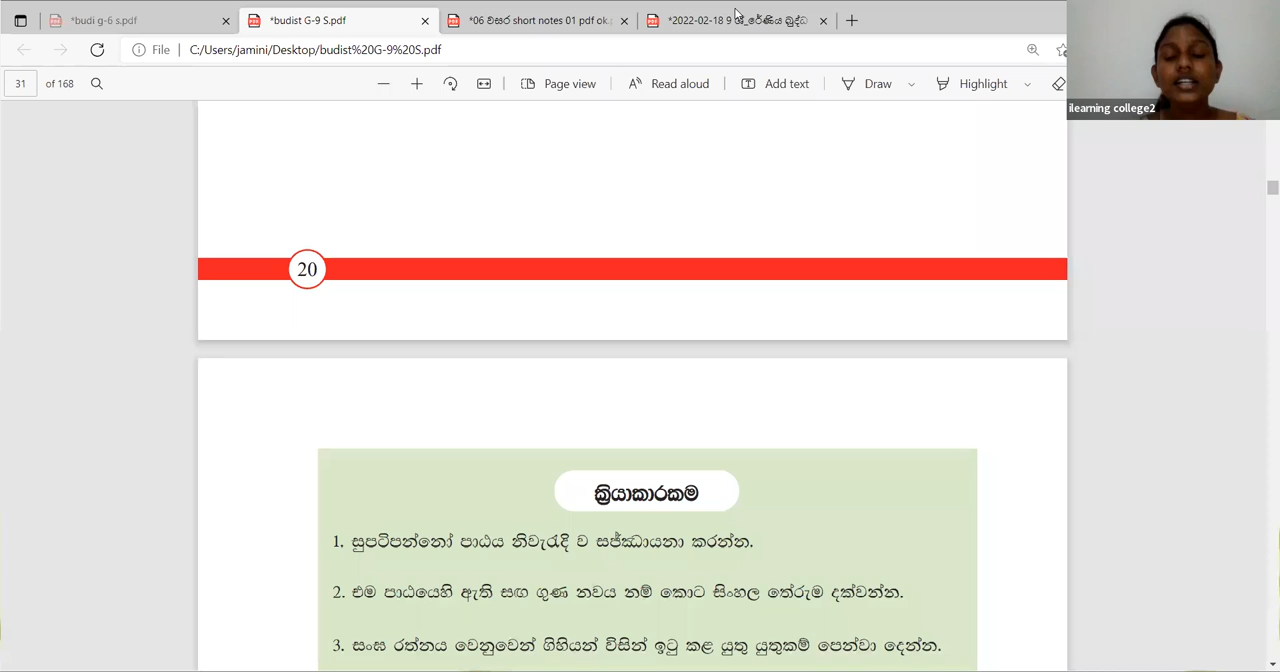 *budi g-6 s.pdf
*budist G-9 S.pdf
*06 වසර short notes 01 pdf ok.
*2022-02-18 9
File
C:/Users/jamini/Desktop/budist%20G-9%20S.pdf
31 of 168
Page view
Read aloud
Add text
Draw
Highlight
ilearning college2
20
ක්‍රියාකාරකම
1. සුපටිපන්නෝ පාඨය නිවැරැදි ව සජ්ඣායනා කරන්න.
2. එම පාඨයෙහි ඇති සඟ ගුණ නවය නම් කොට සිංහල තේරුම දක්වන්න.
3. සංඝ රත්නය වෙනුවෙන් ගිහියන් විසින් ඉටු කළ යුතු යුතුකම් පෙන්වා දෙන්න.